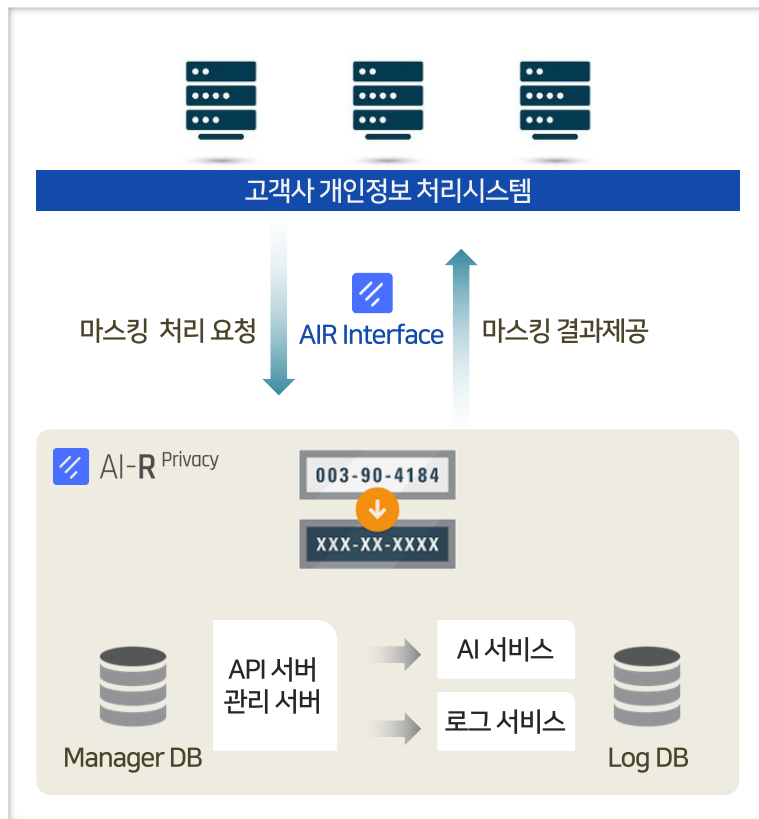 고객사 개인정보 처리시스템
마스킹 처리 요청
AIR Interface
마스킹 결과제공
AI-R Privacy
003-90-4184
XXX-XX-XXXX
API 서버
관리 서버
AI 서비스
로그 서비스
Manager DB
Log DB